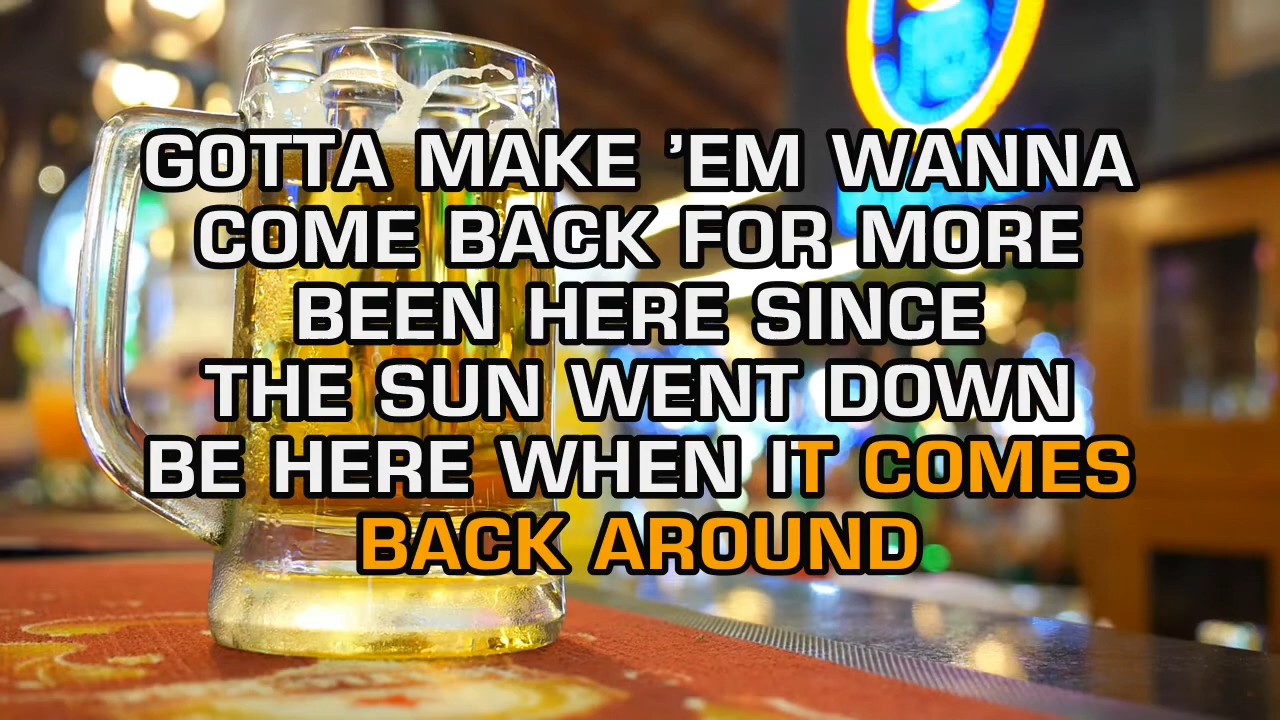 GOTTA MAKE 'EM WANNA
COME BACK FOR MORE
BEEN HERE SINCE
THE SUN WENT DOWN
BE HERE WHEN IT COMES
BACK AROUND